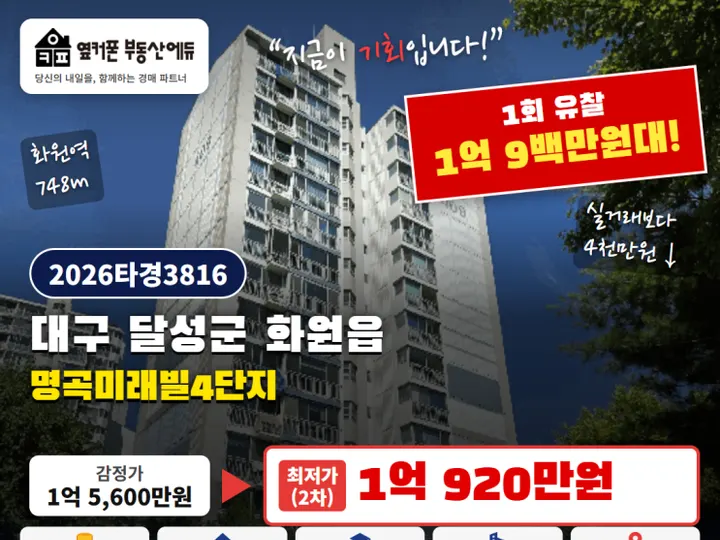 옆커폰 부동산에듀
당신의 내일을, 함께하는 경매 파트너
“지금이 기회입니다!”
1회 유찰
1억 9백만원대!
화원역
748m
실거래보다
4천만원 ↓
2026타경3816
대구 달성군 화원읍
명곡미래빌4단지
감정가
1억 5,600만원
최저가
(2차)
1억 920만원